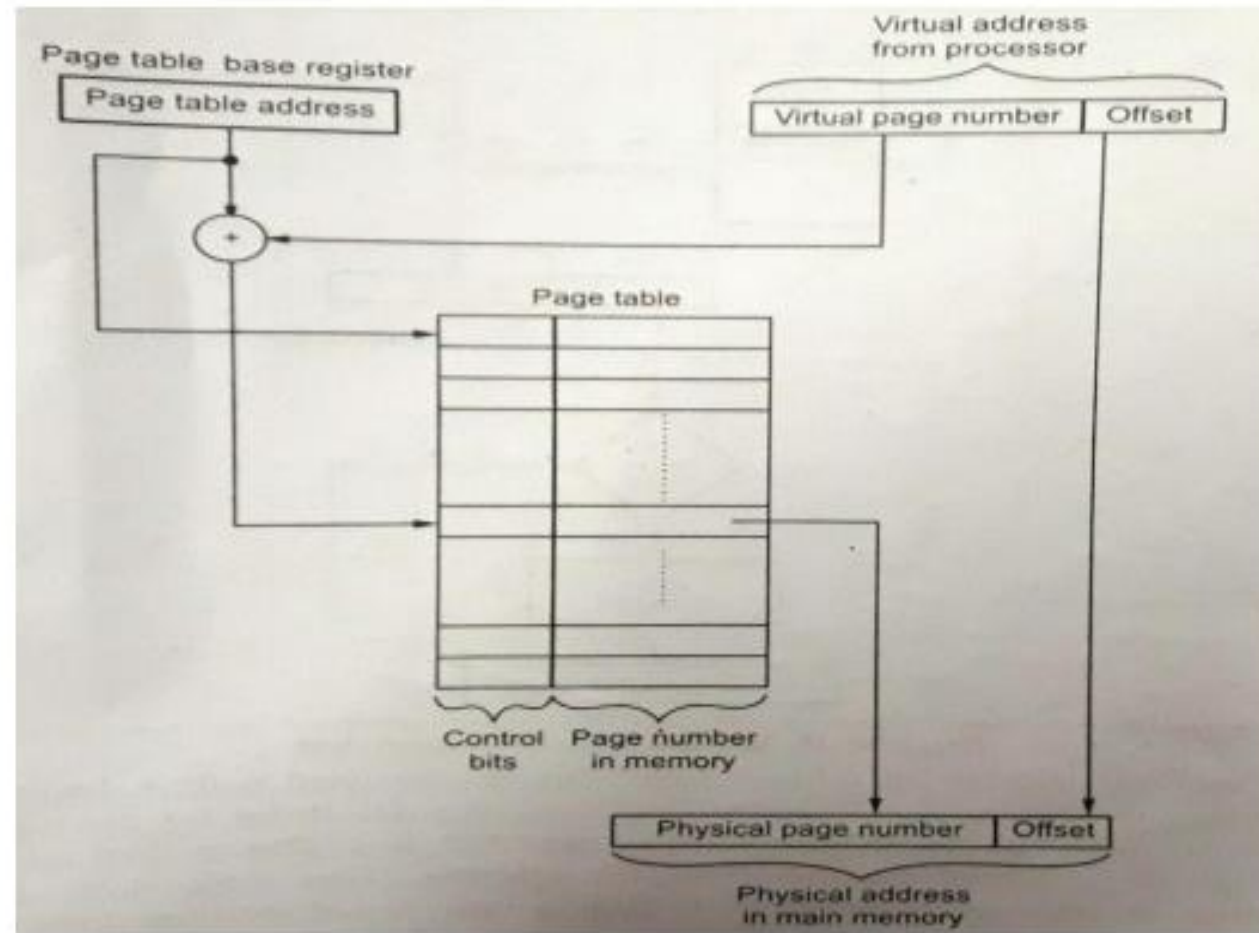 Virtual address
from processor
Page table base register
Page table address
Virtual page number
Offset
+
Page table
Control
bits
Page number
in memory
Physical page number
Offset
Physical address
in main memory